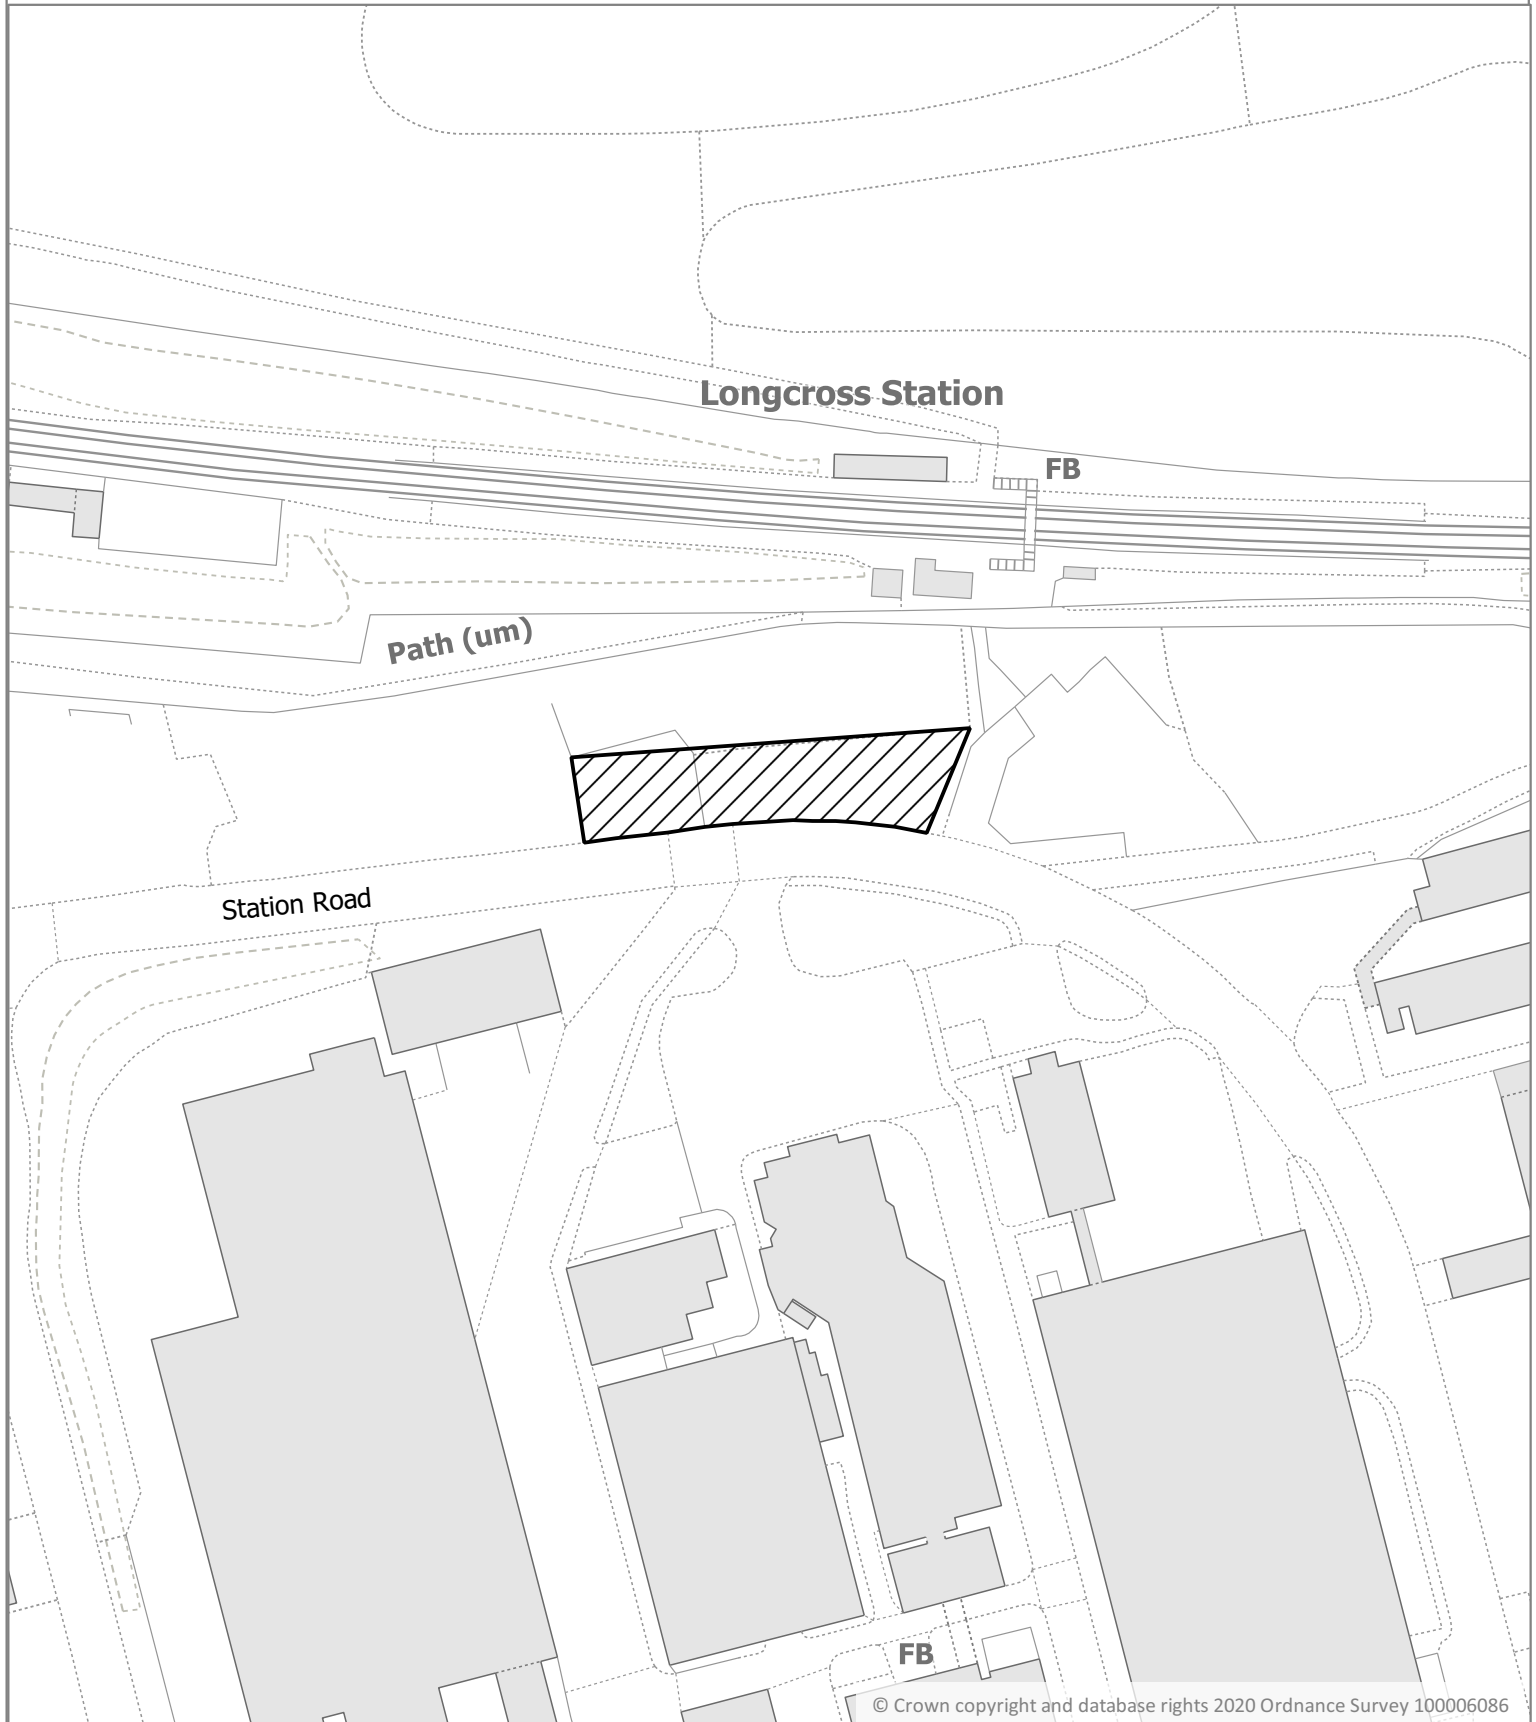 Longcross Station
FB
Path (um)
Station Road
FB
© Crown copyright and database rights 2020 Ordnance Survey 100006086